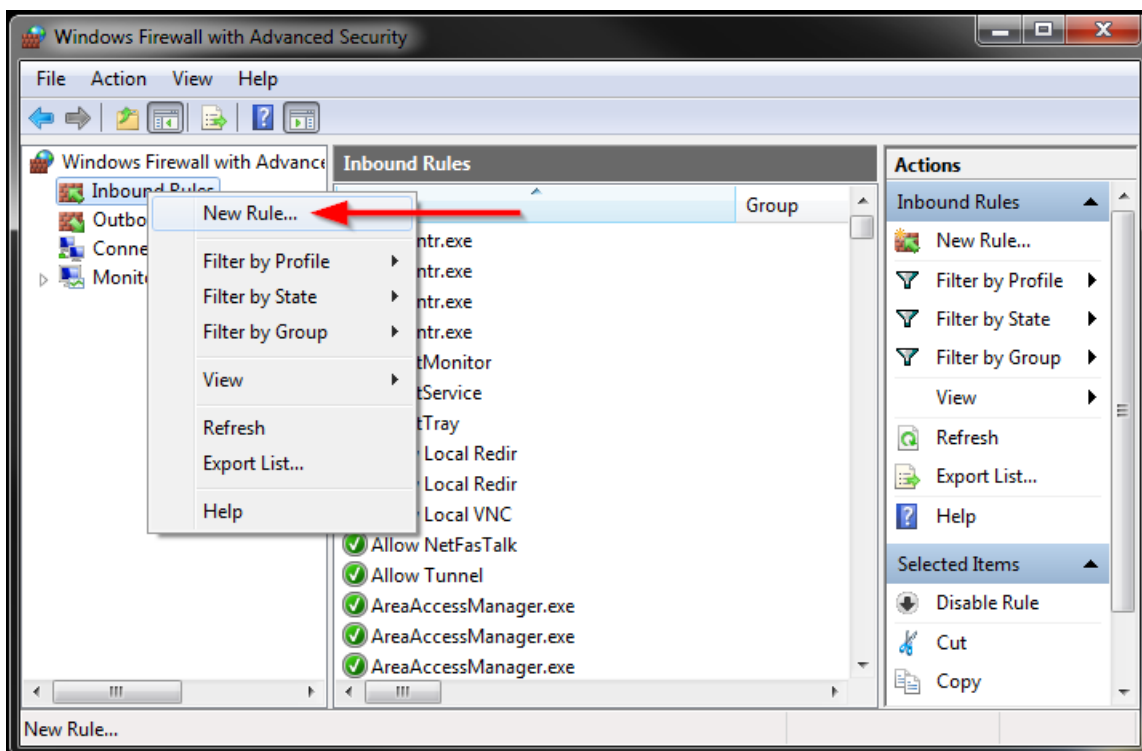 Windows Firewall with Advanced Security
File Action View Help
Windows Firewall with Advance
Inbound Rules
Outbo
Conne
Monito
New Rule...
Filter by Profile
Filter by State
Filter by Group
View
Refresh
Export List...
Help
Inbound Rules
Group
ntr.exe
ntr.exe
ntr.exe
ntr.exe
tMonitor
tService
tTray
Local Redir
Local Redir
Local VNC
Allow NetFasTalk
Allow Tunnel
AreaAccessManager.exe
AreaAccessManager.exe
AreaAccessManager.exe
Actions
Inbound Rules
New Rule...
Filter by Profile
Filter by State
Filter by Group
View
Refresh
Export List...
Help
Selected Items
Disable Rule
Cut
Copy
New Rule...